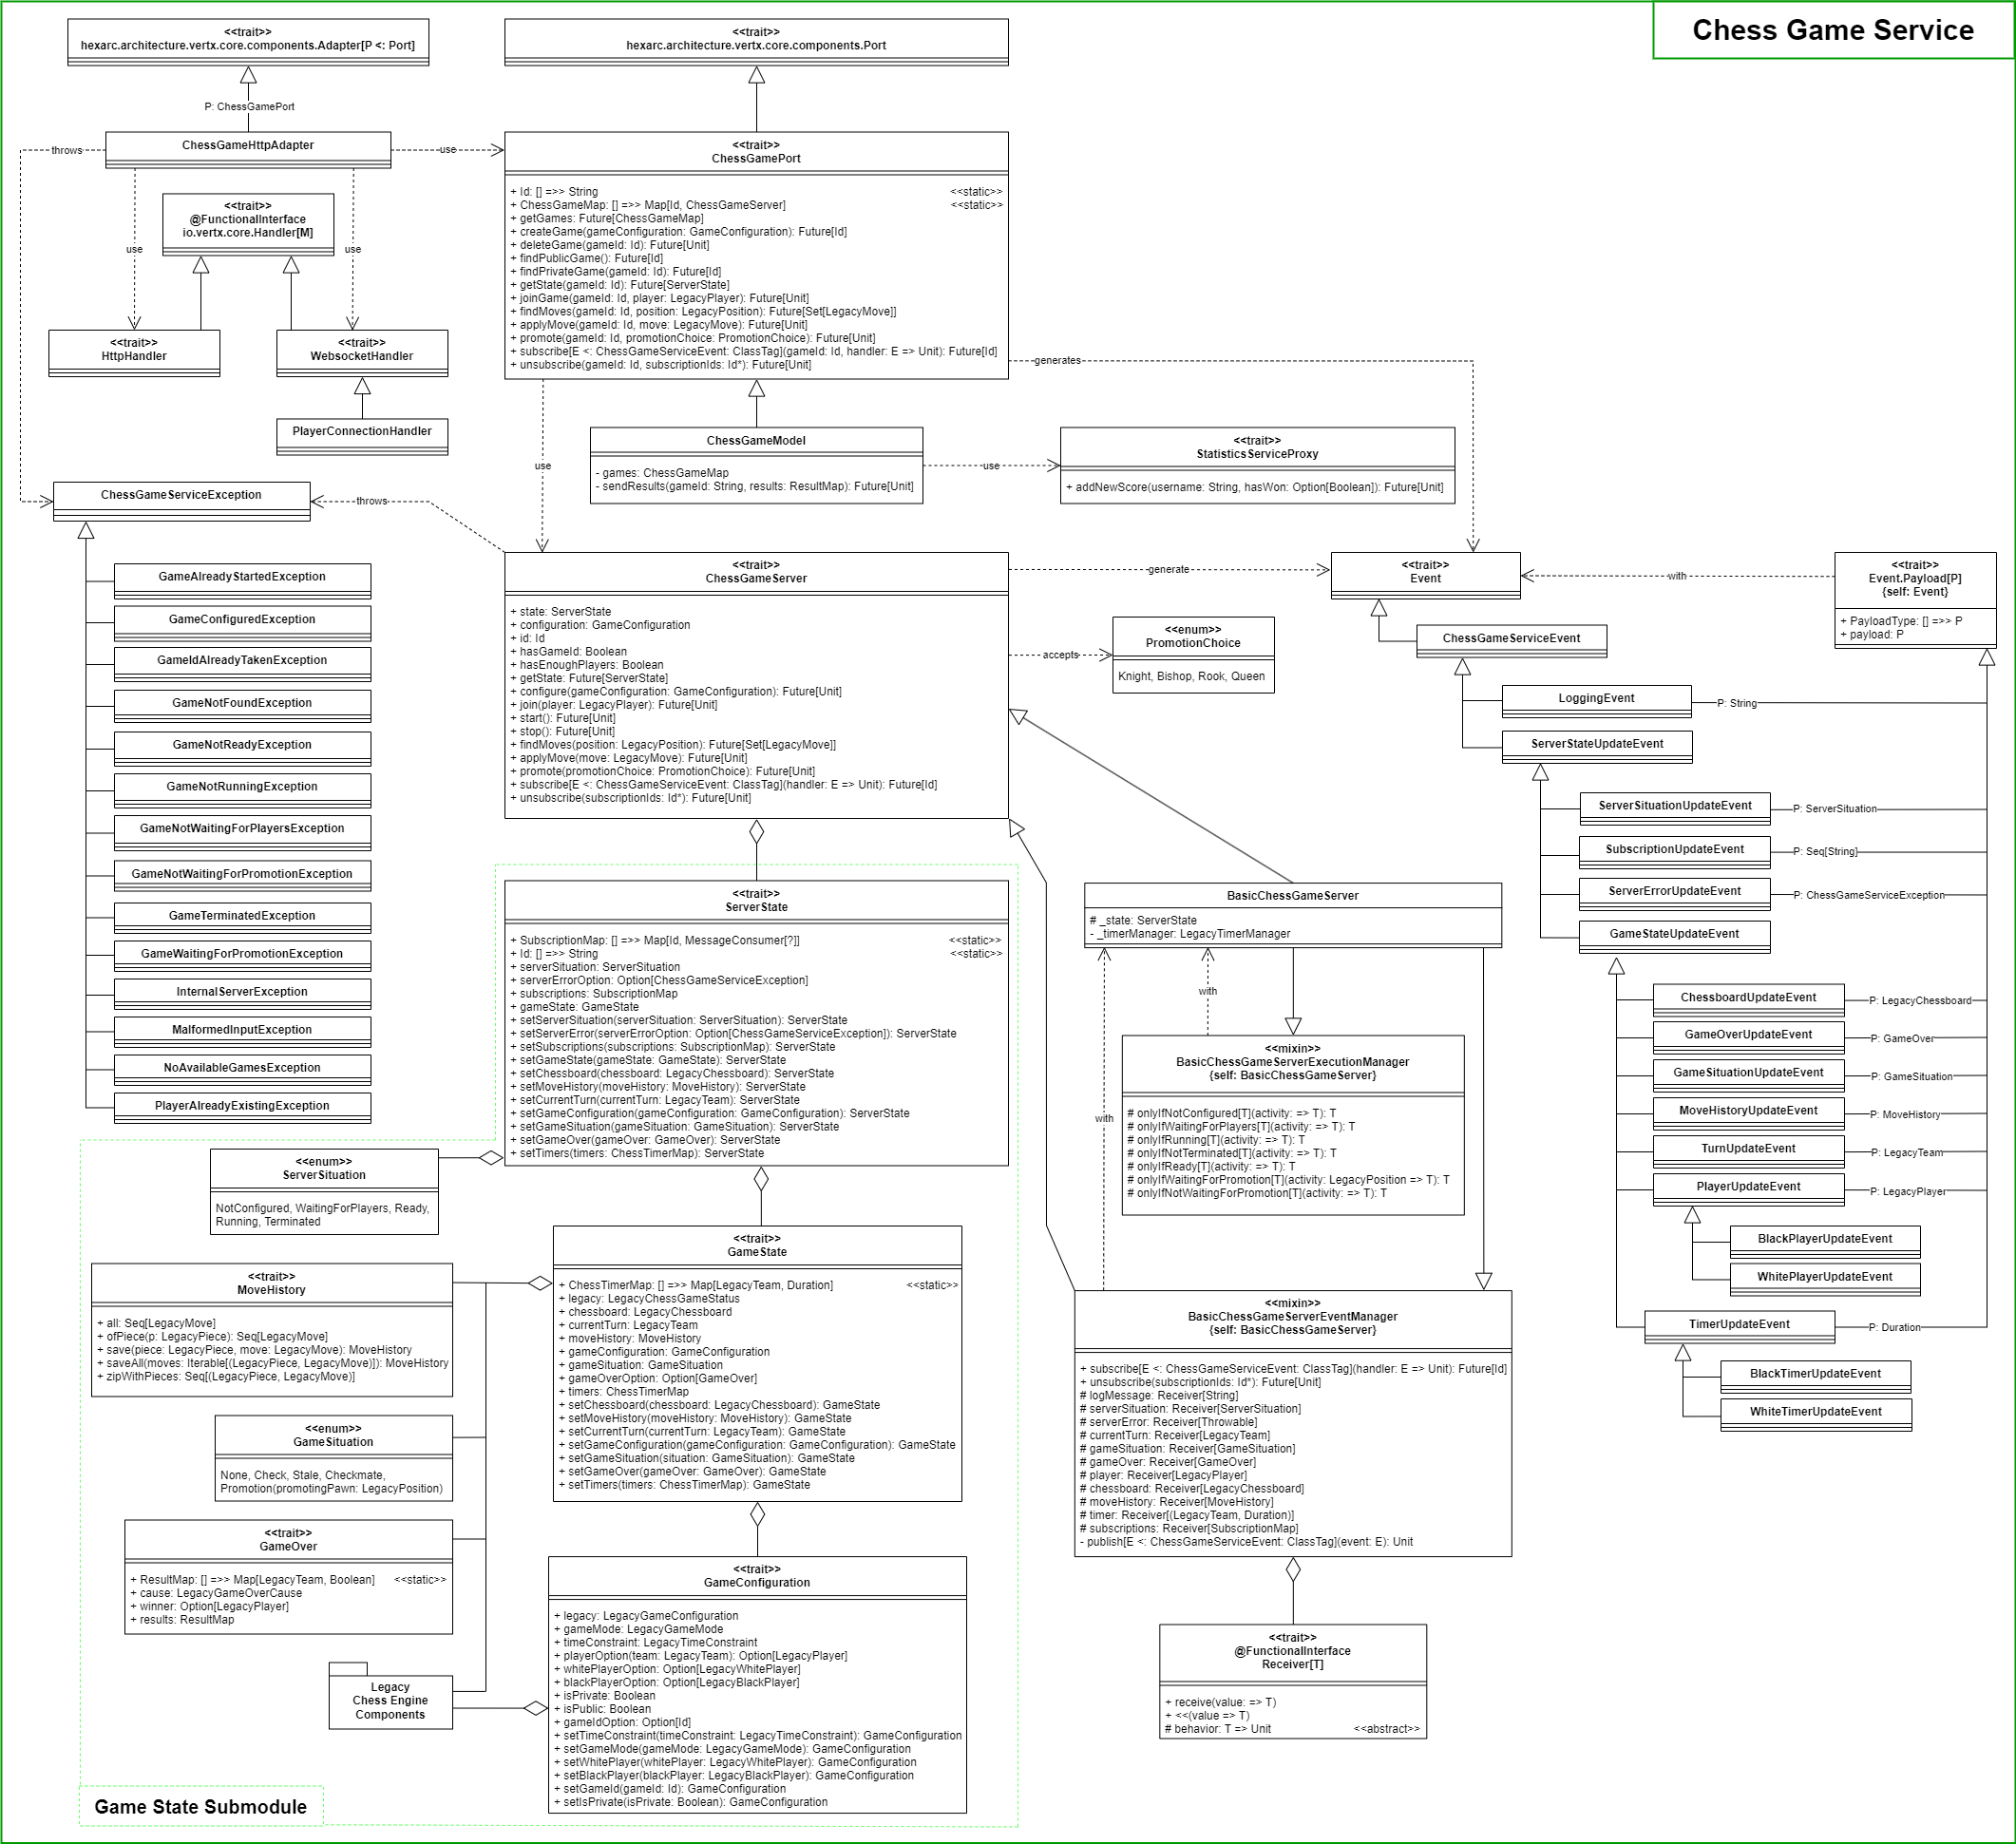 Chess Game Service
<<trait>>
hexarc.architecture.vertx.core.components.Adapter[P <: Port]
<<trait>>
hexarc.architecture.vertx.core.components.Port
P: ChessGamePort
ChessGameHttpAdapter
throws
use
use
use
<<trait>>
@FunctionalInterface
io.vertx.core.Handler[M]
<<trait>>
HttpHandler
<<trait>>
WebsocketHandler
PlayerConnectionHandler
<<trait>>
ChessGamePort
+ Id: [] =>> String <<static>>
+ ChessGameMap: [] =>> Map[Id, ChessGameServer] <<static>>
+ getGames: Future[ChessGameMap]
+ createGame(gameConfiguration: GameConfiguration): Future[Id]
+ deleteGame(gameId: Id): Future[Unit]
+ findPublicGame(): Future[Id]
+ findPrivateGame(gameId: Id): Future[Id]
+ getState(gameId: Id): Future[ServerState]
+ joinGame(gameId: Id, player: LegacyPlayer): Future[Unit]
+ findMoves(gameId: Id, position: LegacyPosition): Future[Set[LegacyMove]]
+ applyMove(gameId: Id, move: LegacyMove): Future[Unit]
+ promote(gameId: Id, promotionChoice: PromotionChoice): Future[Unit]
+ subscribe[E <: ChessGameServiceEvent: ClassTag](gameId: Id, handler: E => Unit): Future[Id]
+ unsubscribe(gameId: Id, subscriptionIds: Id*): Future[Unit]
generates
use
ChessGameModel
- games: ChessGameMap
- sendResults(gameId: String, results: ResultMap): Future[Unit]
use
<<trait>>
StatisticsServiceProxy
+ addNewScore(username: String, hasWon: Option[Boolean]): Future[Unit]
ChessGameServiceException
throws
GameAlreadyStartedException
GameConfiguredException
GameIdAlreadyTakenException
GameNotFoundException
GameNotReadyException
GameNotRunningException
GameNotWaitingForPlayersException
GameNotWaitingForPromotionException
GameTerminatedException
GameWaitingForPromotionException
InternalServerException
MalformedInputException
NoAvailableGamesException
PlayerAlreadyExistingException
<<trait>>
ChessGameServer
+ state: ServerState
+ configuration: GameConfiguration
+ id: Id
+ hasGameId: Boolean
+ hasEnoughPlayers: Boolean
+ getState: Future[ServerState]
+ configure(gameConfiguration: GameConfiguration): Future[Unit]
+ join(player: LegacyPlayer): Future[Unit]
+ start(): Future[Unit]
+ stop(): Future[Unit]
+ findMoves(position: LegacyPosition): Future[Set[LegacyMove]]
+ applyMove(move: LegacyMove): Future[Unit]
+ promote(promotionChoice: PromotionChoice): Future[Unit]
+ subscribe[E <: ChessGameServiceEvent: ClassTag](handler: E => Unit): Future[Id]
+ unsubscribe(subscriptionIds: Id*): Future[Unit]
generate
accepts
<<enum>>
PromotionChoice
Knight, Bishop, Rook, Queen
<<trait>>
Event
with
<<trait>>
Event.Payload[P]
{self: Event}
+ PayloadType: [] =>> P
+ payload: P
ChessGameServiceEvent
LoggingEvent
P: String
ServerStateUpdateEvent
ServerSituationUpdateEvent
P: ServerSituation
SubscriptionUpdateEvent
P: Seq[String]
ServerErrorUpdateEvent
P: ChessGameServiceException
GameStateUpdateEvent
ChessboardUpdateEvent
P: LegacyChessboard
GameOverUpdateEvent
P: GameOver
GameSituationUpdateEvent
P: GameSituation
MoveHistoryUpdateEvent
P: MoveHistory
TurnUpdateEvent
P: LegacyTeam
PlayerUpdateEvent
P: LegacyPlayer
BlackPlayerUpdateEvent
WhitePlayerUpdateEvent
TimerUpdateEvent
P: Duration
BlackTimerUpdateEvent
WhiteTimerUpdateEvent
<<trait>>
ServerState
+ SubscriptionMap: [] =>> Map[Id, MessageConsumer[?]] <<static>>
+ Id: [] =>> String <<static>>
+ serverSituation: ServerSituation
+ serverErrorOption: Option[ChessGameServiceException]
+ subscriptions: SubscriptionMap
+ gameState: GameState
+ setServerSituation(serverSituation: ServerSituation): ServerState
+ setServerError(serverErrorOption: Option[ChessGameServiceException]): ServerState
+ setSubscriptions(subscriptions: SubscriptionMap): ServerState
+ setGameState(gameState: GameState): ServerState
+ setChessboard(chessboard: LegacyChessboard): ServerState
+ setMoveHistory(moveHistory: MoveHistory): ServerState
+ setCurrentTurn(currentTurn: LegacyTeam): ServerState
+ setGameConfiguration(gameConfiguration: GameConfiguration): ServerState
+ setGameSituation(gameSituation: GameSituation): ServerState
+ setGameOver(gameOver: GameOver): ServerState
+ setTimers(timers: ChessTimerMap): ServerState
BasicChessGameServer
# _state: ServerState
- _timerManager: LegacyTimerManager
with
with
<<mixin>>
BasicChessGameServerExecutionManager
{self: BasicChessGameServer}
# onlyIfNotConfigured[T](activity: => T): T
# onlyIfWaitingForPlayers[T](activity: => T): T
# onlyIfRunning[T](activity: => T): T
# onlyIfNotTerminated[T](activity: => T): T
# onlyIfReady[T](activity: => T): T
# onlyIfWaitingForPromotion[T](activity: LegacyPosition => T): T
# onlyIfNotWaitingForPromotion[T](activity: => T): T
<<enum>>
ServerSituation
NotConfigured, WaitingForPlayers, Ready,
Running, Terminated
<<trait>>
MoveHistory
+ all: Seq[LegacyMove]
+ ofPiece(p: LegacyPiece): Seq[LegacyMove]
+ save(piece: LegacyPiece, move: LegacyMove): MoveHistory
+ saveAll(moves: Iterable[(LegacyPiece, LegacyMove)]): MoveHistory
+ zipWithPieces: Seq[(LegacyPiece, LegacyMove)]
<<trait>>
GameState
+ ChessTimerMap: [] =>> Map[LegacyTeam, Duration] <<static>>
+ legacy: LegacyChessGameStatus
+ chessboard: LegacyChessboard
+ currentTurn: LegacyTeam
+ moveHistory: MoveHistory
+ gameConfiguration: GameConfiguration
+ gameSituation: GameSituation
+ gameOverOption: Option[GameOver]
+ timers: ChessTimerMap
+ setChessboard(chessboard: LegacyChessboard): GameState
+ setMoveHistory(moveHistory: MoveHistory): GameState
+ setCurrentTurn(currentTurn: LegacyTeam): GameState
+ setGameConfiguration(gameConfiguration: GameConfiguration): GameState
+ setGameSituation(situation: GameSituation): GameState
+ setGameOver(gameOver: GameOver): GameState
+ setTimers(timers: ChessTimerMap): GameState
<<mixin>>
BasicChessGameServerEventManager
{self: BasicChessGameServer}
+ subscribe[E <: ChessGameServiceEvent: ClassTag](handler: E => Unit): Future[Id]
+ unsubscribe(subscriptionIds: Id*): Future[Unit]
# logMessage: Receiver[String]
# serverSituation: Receiver[ServerSituation]
# serverError: Receiver[Throwable]
# currentTurn: Receiver[LegacyTeam]
# gameSituation: Receiver[GameSituation]
# gameOver: Receiver[GameOver]
# player: Receiver[LegacyPlayer]
# chessboard: Receiver[LegacyChessboard]
# moveHistory: Receiver[MoveHistory]
# timer: Receiver[(LegacyTeam, Duration)]
# subscriptions: Receiver[SubscriptionMap]
- publish[E <: ChessGameServiceEvent: ClassTag](event: E): Unit
<<enum>>
GameSituation
None, Check, Stale, Checkmate,
Promotion(promotingPawn: LegacyPosition)
<<trait>>
GameOver
+ ResultMap: [] =>> Map[LegacyTeam, Boolean] <<static>>
+ cause: LegacyGameOverCause
+ winner: Option[LegacyPlayer]
+ results: ResultMap
Legacy
Chess Engine
Components
<<trait>>
GameConfiguration
+ legacy: LegacyGameConfiguration
+ gameMode: LegacyGameMode
+ timeConstraint: LegacyTimeConstraint
+ playerOption(team: LegacyTeam): Option[LegacyPlayer]
+ whitePlayerOption: Option[LegacyWhitePlayer]
+ blackPlayerOption: Option[LegacyBlackPlayer]
+ isPrivate: Boolean
+ isPublic: Boolean
+ gameIdOption: Option[Id]
+ setTimeConstraint(timeConstraint: LegacyTimeConstraint): GameConfiguration
+ setGameMode(gameMode: LegacyGameMode): GameConfiguration
+ setWhitePlayer(whitePlayer: LegacyWhitePlayer): GameConfiguration
+ setBlackPlayer(blackPlayer: LegacyBlackPlayer): GameConfiguration
+ setGameId(gameId: Id): GameConfiguration
+ setIsPrivate(isPrivate: Boolean): GameConfiguration
<<trait>>
@FunctionalInterface
Receiver[T]
+ receive(value: => T)
+ <<(value => T)
# behavior: T => Unit <<abstract>>
Game State Submodule